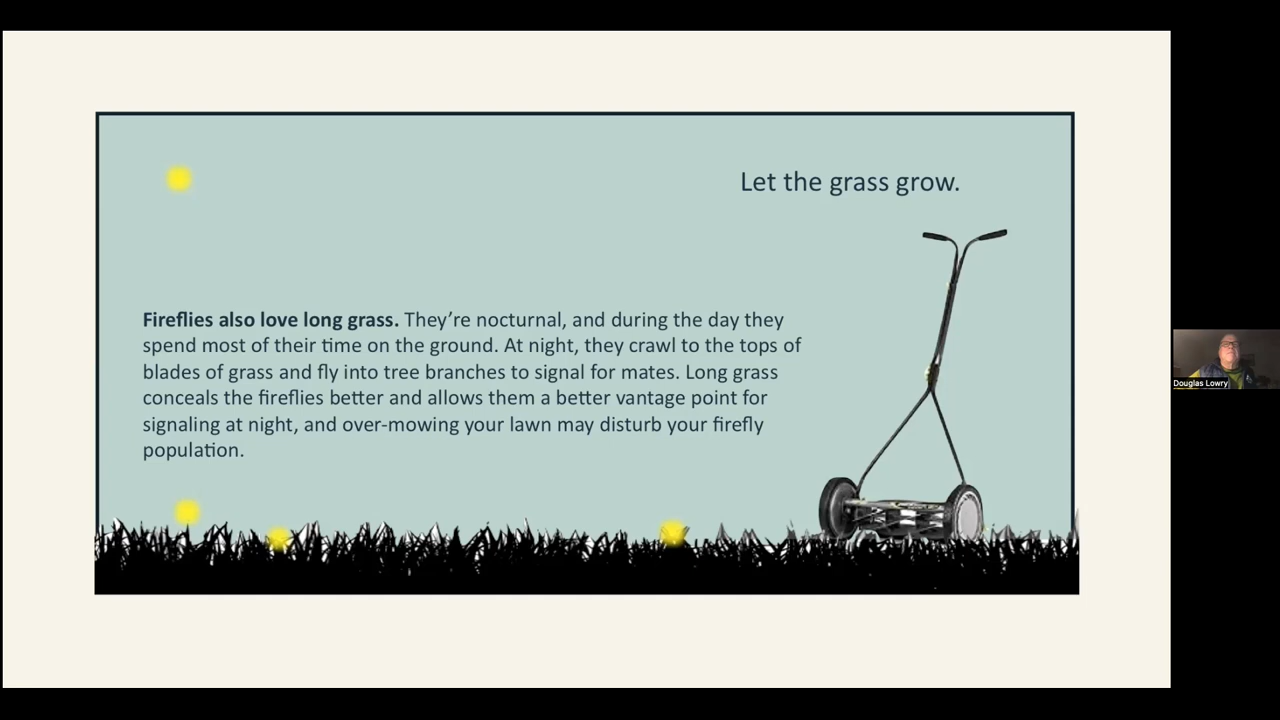 Let the grass grow.
Fireflies also love long grass. They’re nocturnal, and during the day they
spend most of their time on the ground. At night, they crawl to the tops of
blades of grass and fly into tree branches to signal for mates. Long grass
conceals the fireflies better and allows them a better vantage point for
signaling at night, and over-mowing your lawn may disturb your firefly
population.
Douglas Lowry